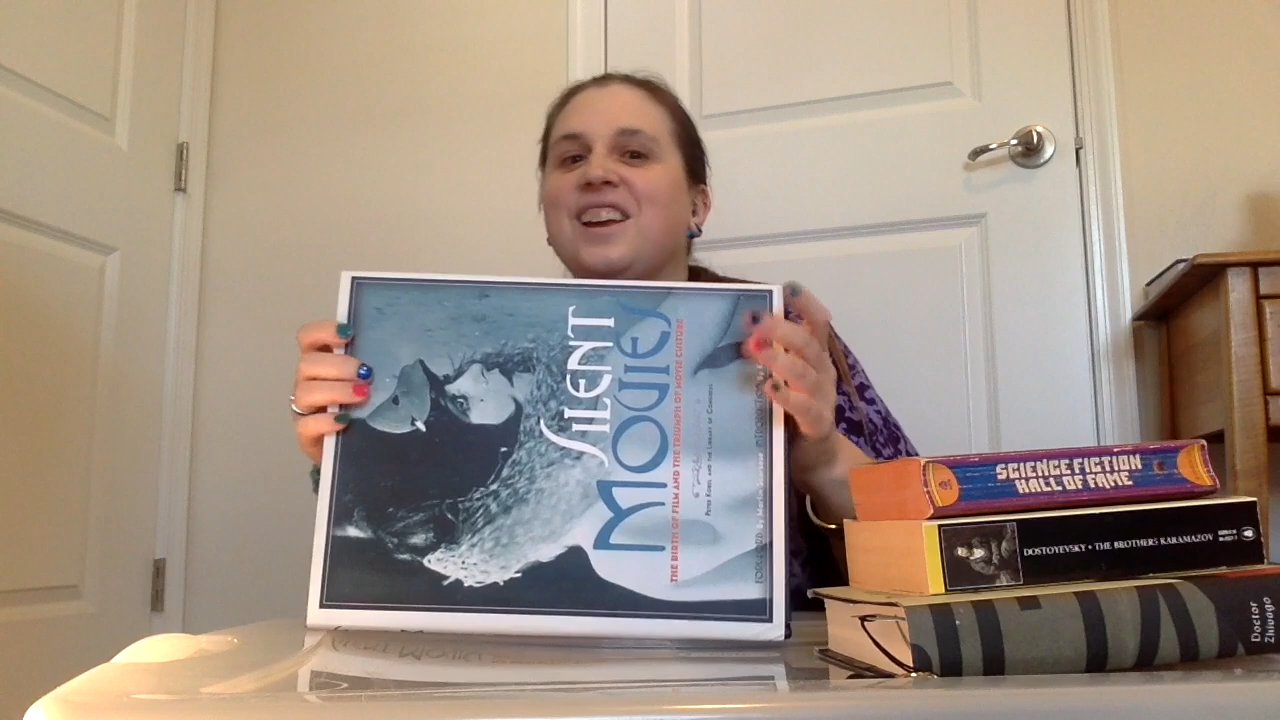 SILENT
MOVIES
THE BIRTH OF FILM AND THE TRIUMPH OF MOVIE CULTURE
PETER KOBEL AND THE LIBRARY OF CONGRESS
FOREWORD BY MARTIN SCORSESE
SCIENCE FICTION
HALL OF FAME
DOSTOYEVSKY • THE BROTHERS KARAMAZOV
Doctor
Zhivago